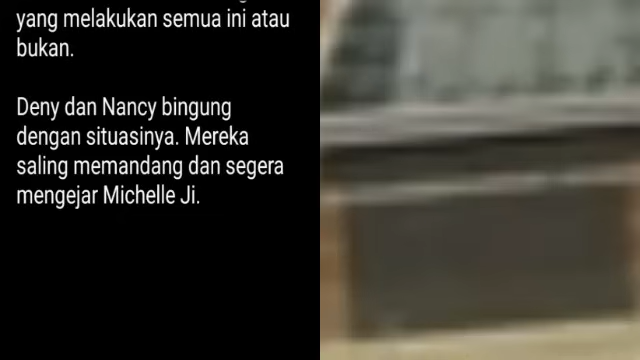 yang melakukan semua ini atau
bukan.
Deny dan Nancy bingung
dengan situasinya. Mereka
saling memandang dan segera
mengejar Michelle Ji.